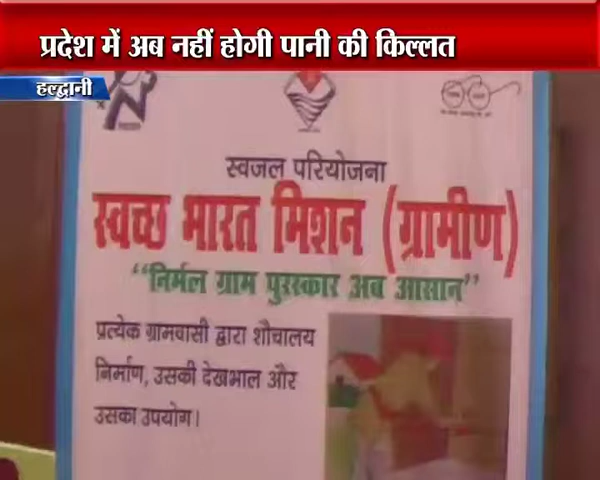 प्रदेश में अब नहीं होगी पानी की किल्लत
हल्द्वानी
स्वजल परियोजना
स्वच्छ भारत मिशन (ग्रामीण)
“निर्मल ग्राम पुरस्कार अब आसान”
प्रत्येक ग्रामवासी द्वारा शौचालय
निर्माण, उसकी देखभाल और
उसका उपयोग।